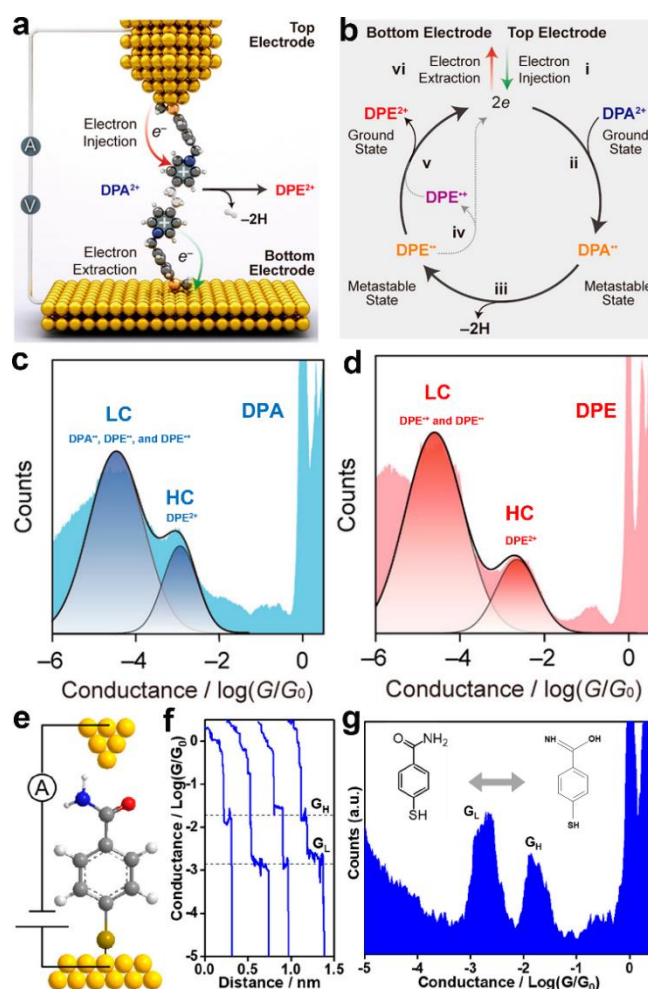 a
Top
Electrode
Electron
Injection
e⁻
A
V
DPA²⁺
DPE²⁺
–2H
Electron
Extraction
e⁻
Bottom
Electrode
b
Bottom Electrode
Top Electrode
vi
Electron
Extraction
Electron
Injection
i
2e
DPE²⁺
Ground
State
DPA²⁺
Ground
State
v
ii
DPE•⁺
iv
DPE••
DPA••
Metastable
State
iii
Metastable
State
–2H
c
LC
DPA••, DPE••, and DPE•⁺
DPA
HC
DPE²⁺
Counts
−6
−4
−2
0
Conductance / log(G/G₀)
d
LC
DPE•⁺ and DPE••
DPE
HC
DPE²⁺
Counts
−6
−4
−2
0
Conductance / log(G/G₀)
e
A
f
Conductance / Log(G/G₀)
0
-1
-2
-3
-4
-5
G_H
G_L
0.0
0.5
1.0
1.5
Distance / nm
g
Counts (a.u.)
O
NH₂
SH
NH
OH
SH
G_L
G_H
-5
-4
-3
-2
-1
0
Conductance / Log(G/G₀)